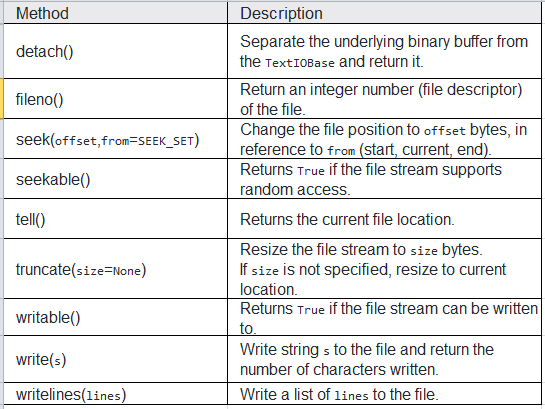 Method Description
detach() Separate the underlying binary buffer from
the TextIOBase and return it.
fileno() Return an integer number (file descriptor)
of the file.
seek(offset,from=SEEK_SET) Change the file position to offset bytes, in
reference to from (start, current, end).
seekable() Returns True if the file stream supports
random access.
tell() Returns the current file location.
truncate(size=None) Resize the file stream to size bytes.
If size is not specified, resize to current
location.
writable() Returns True if the file stream can be written
to.
write(s) Write string s to the file and return the
number of characters written.
writelines(lines) Write a list of lines to the file.